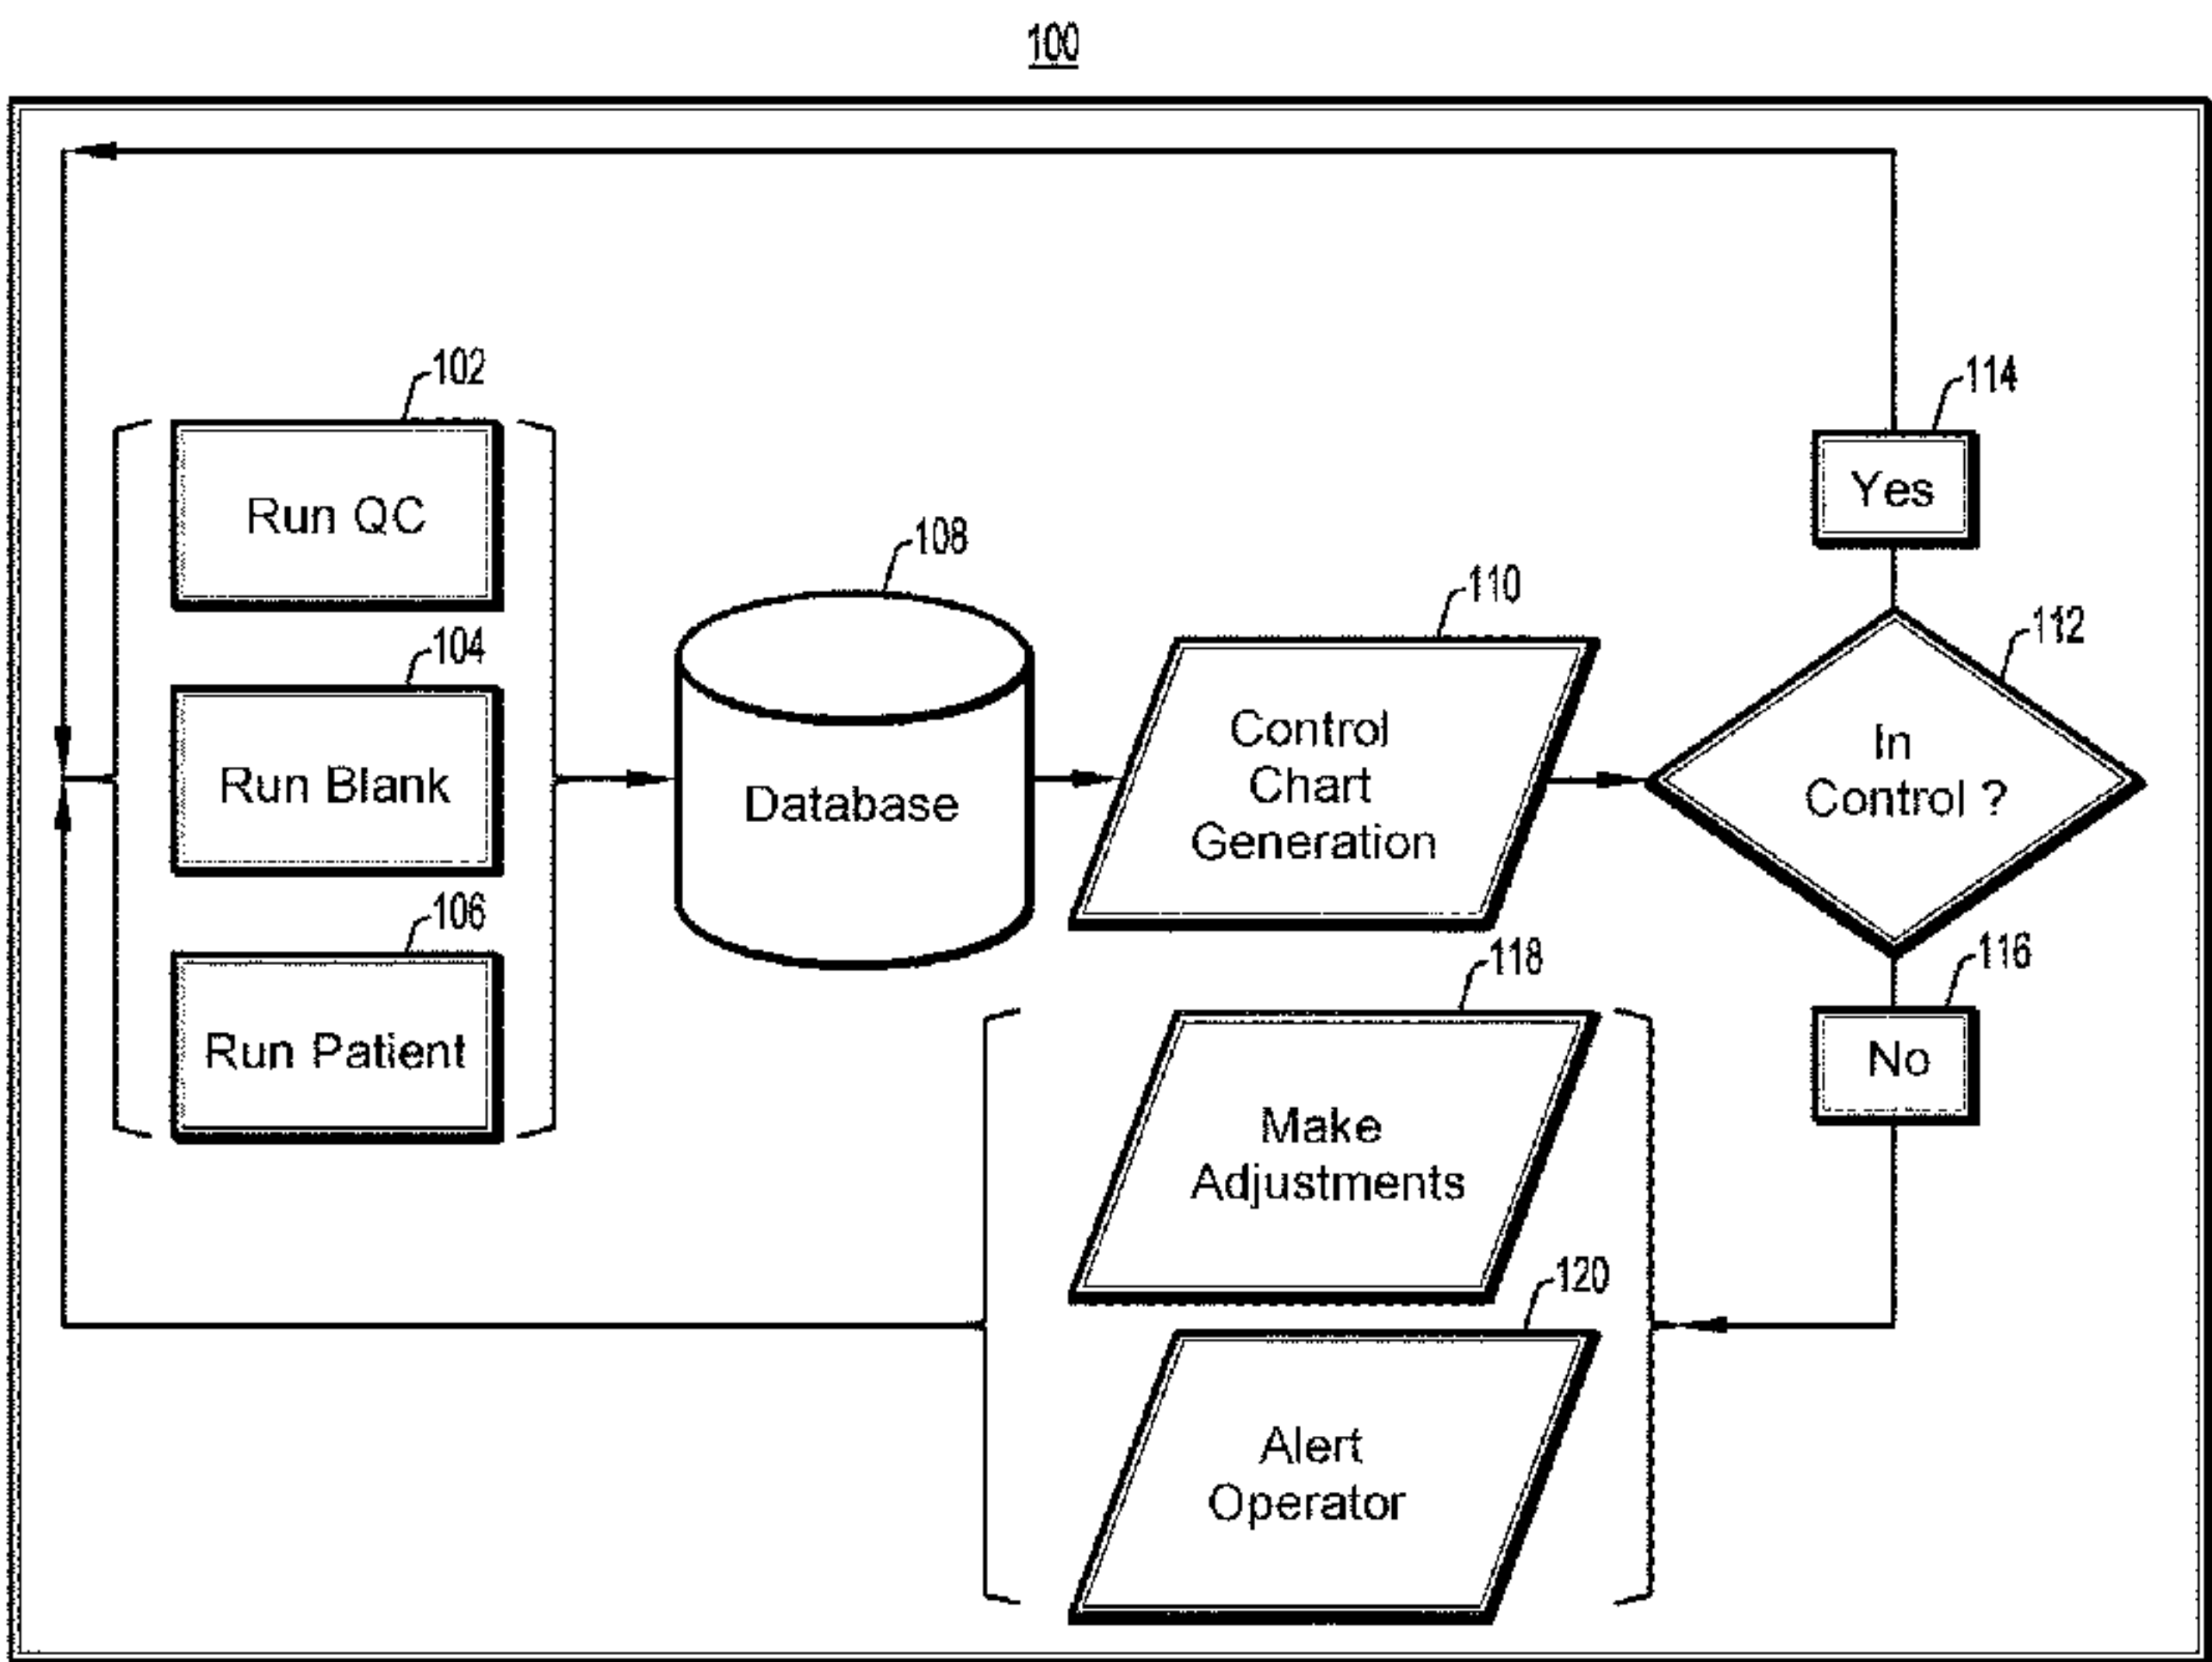 100
102
Run QC
104
Run Blank
106
Run Patient
108
Database
110
Control
Chart
Generation
112
In
Control ?
114
Yes
116
No
118
Make
Adjustments
120
Alert
Operator